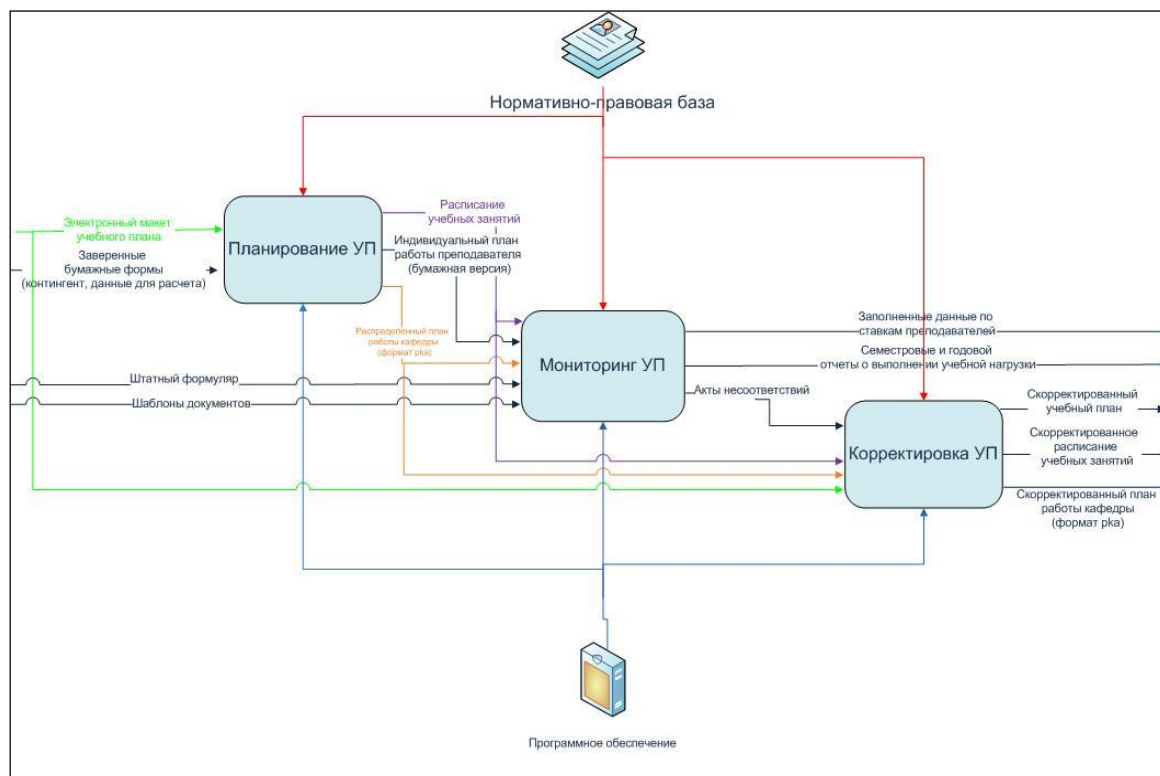 Нормативно-правовая база
Электронный макет
учебного плана
Заверенные
бумажные формы
(контингент, данные для расчета)
Планирование УП
Расписание
учебных занятий
Индивидуальный план
работы преподавателя
(бумажная версия)
Распределенный план
работы кафедры
(формат pka)
Штатный формуляр
Шаблоны документов
Мониторинг УП
Заполненные данные по
ставкам преподавателей
Семестровые и годовой
отчеты о выполнении учебной нагрузки
Акты несоответствий
Корректировка УП
Скорректированный
учебный план
Скорректированное
расписание
учебных занятий
Скорректированный план
работы кафедры
(формат pka)
Программное обеспечение